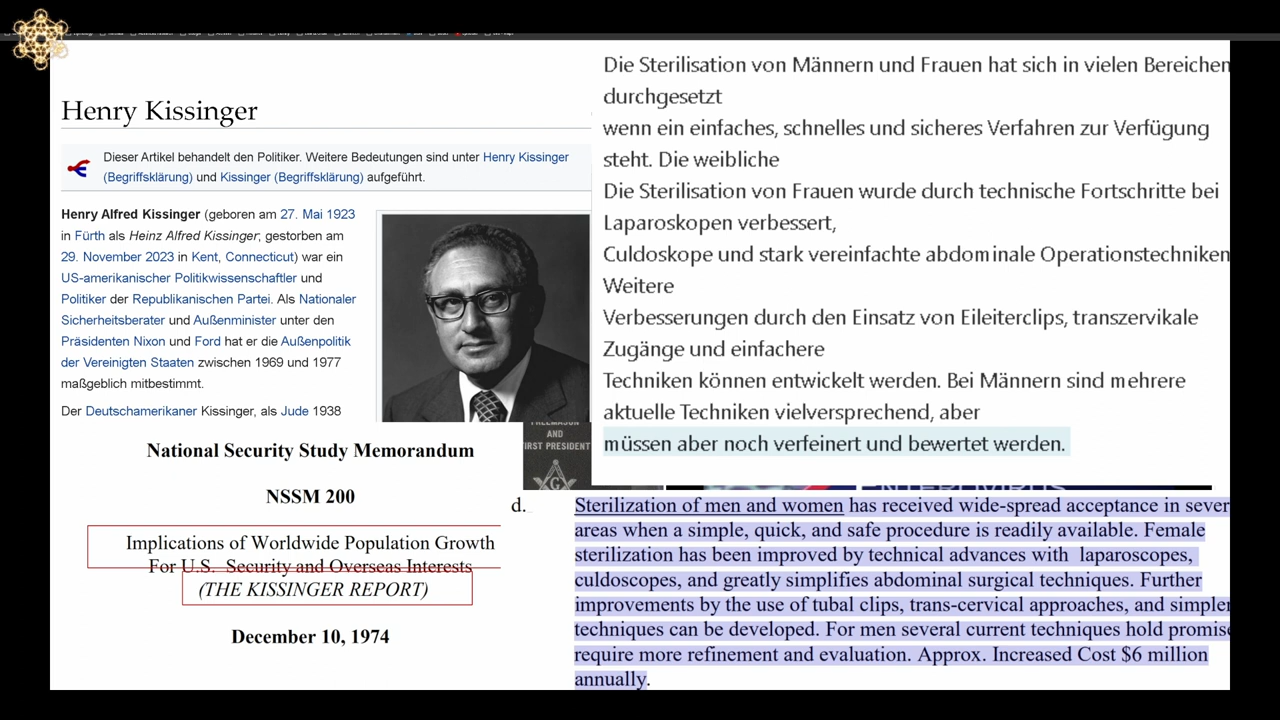 Henry Kissinger
Dieser Artikel behandelt den Politiker. Weitere Bedeutungen sind unter Henry Kissinger
(Begriffsklärung) und Kissinger (Begriffsklärung) aufgeführt.
Henry Alfred Kissinger (geboren am 27. Mai 1923
in Fürth als Heinz Alfred Kissinger; gestorben am
29. November 2023 in Kent, Connecticut) war ein
US-amerikanischer Politikwissenschaftler und
Politiker der Republikanischen Partei. Als Nationaler
Sicherheitsberater und Außenminister unter den
Präsidenten Nixon und Ford hat er die Außenpolitik
der Vereinigten Staaten zwischen 1969 und 1977
maßgeblich mitbestimmt.
Der Deutschamerikaner Kissinger, als Jude 1938
National Security Study Memorandum
NSSM 200
Implications of Worldwide Population Growth
For U.S. Security and Overseas Interests
(THE KISSINGER REPORT)
December 10, 1974
Die Sterilisation von Männern und Frauen hat sich in vielen Bereichen
durchgesetzt
wenn ein einfaches, schnelles und sicheres Verfahren zur Verfügung
steht. Die weibliche
Die Sterilisation von Frauen wurde durch technische Fortschritte bei
Laparoskopen verbessert,
Culdoskope und stark vereinfachte abdominale Operationstechniken
Weitere
Verbesserungen durch den Einsatz von Eileiterclips, transzervikale
Zugänge und einfachere
Techniken können entwickelt werden. Bei Männern sind mehrere
aktuelle Techniken vielversprechend, aber
müssen aber noch verfeinert und bewertet werden.
FREEMASON
AND
FIRST PRESIDENT
G
ENTEROVIRUS
d.
Sterilization of men and women has received wide-spread acceptance in sever
areas when a simple, quick, and safe procedure is readily available. Female
sterilization has been improved by technical advances with laparoscopes,
culdoscopes, and greatly simplifies abdominal surgical techniques. Further
improvements by the use of tubal clips, trans-cervical approaches, and simpler
techniques can be developed. For men several current techniques hold promise
require more refinement and evaluation. Approx. Increased Cost $6 million
annually.